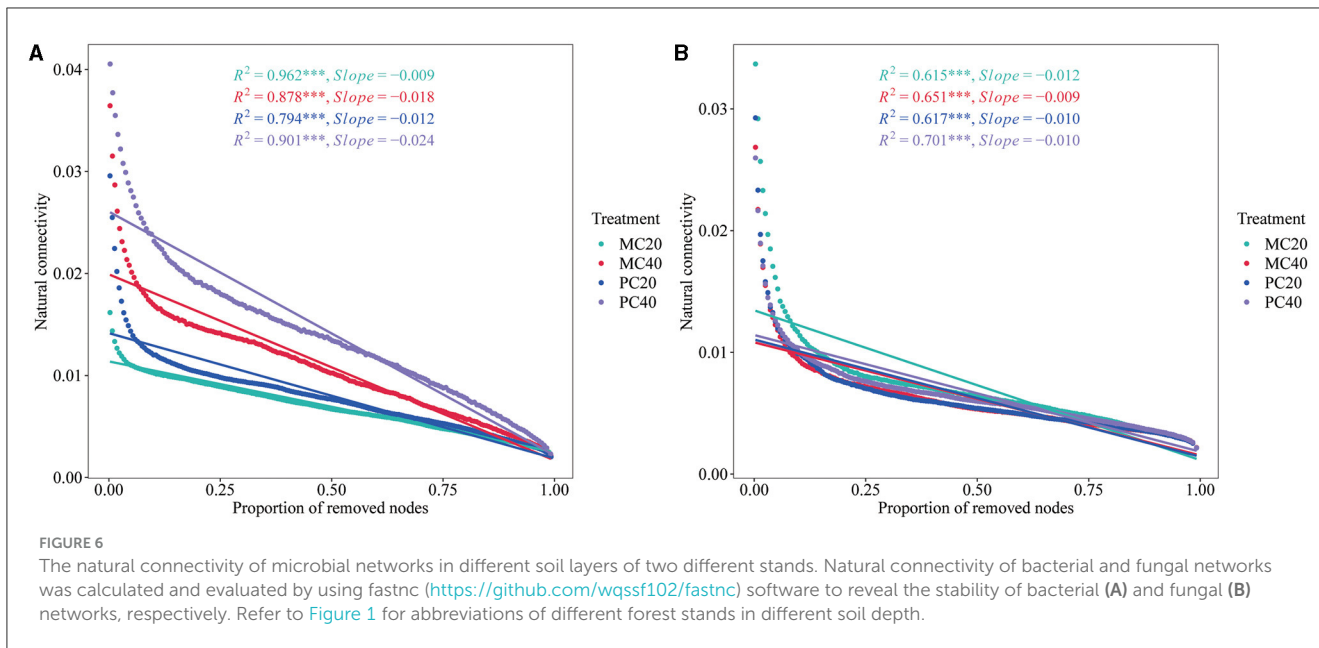 A
R² = 0.962***, Slope = −0.009
R² = 0.878***, Slope = −0.018
R² = 0.794***, Slope = −0.012
R² = 0.901***, Slope = −0.024
Natural connectivity
0.04
0.03
0.02
0.01
0.00
0.00 0.25 0.50 0.75 1.00
Proportion of removed nodes
Treatment
MC20
MC40
PC20
PC40
B
R² = 0.615***, Slope = −0.012
R² = 0.651***, Slope = −0.009
R² = 0.617***, Slope = −0.010
R² = 0.701***, Slope = −0.010
Natural connectivity
0.03
0.02
0.01
0.00
0.00 0.25 0.50 0.75 1.00
Proportion of removed nodes
Treatment
MC20
MC40
PC20
PC40
FIGURE 6
The natural connectivity of microbial networks in different soil layers of two different stands. Natural connectivity of bacterial and fungal networks
was calculated and evaluated by using fastnc (https://github.com/wqssf102/fastnc) software to reveal the stability of bacterial (A) and fungal (B)
networks, respectively. Refer to Figure 1 for abbreviations of different forest stands in different soil depth.